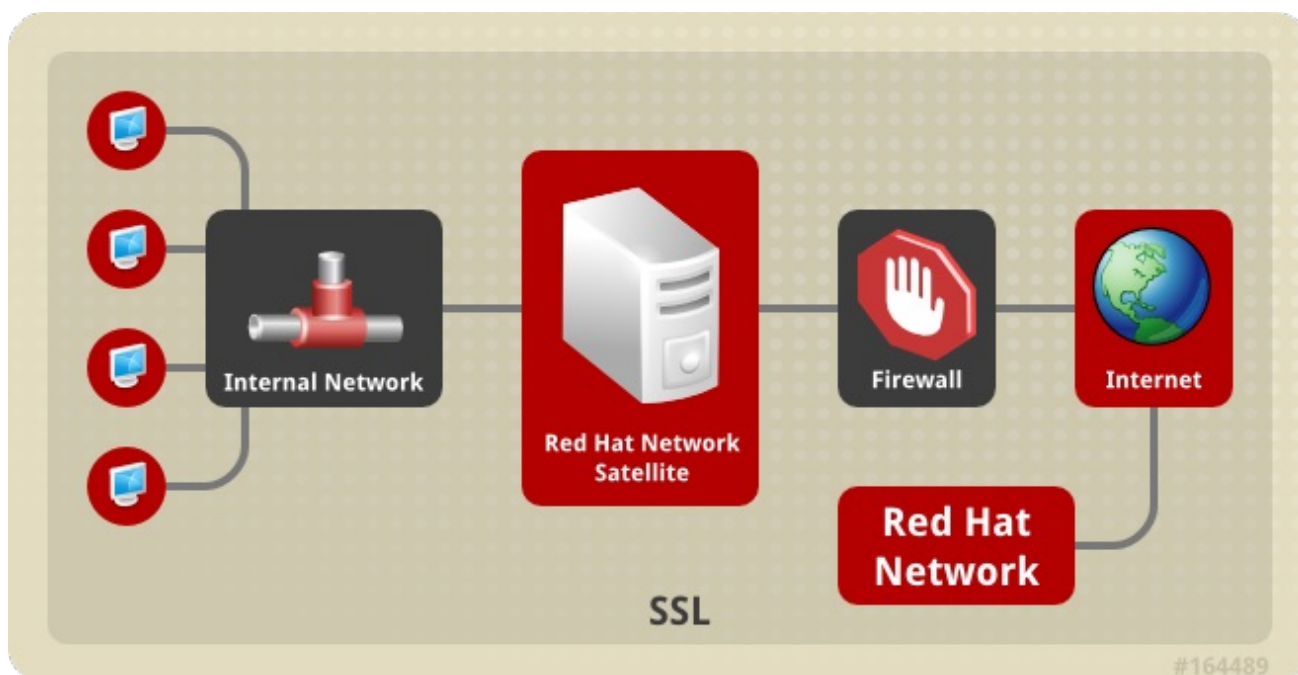 Internal Network
Red Hat Network
Satellite
Firewall
Internet
Red Hat
Network
SSL
#164489